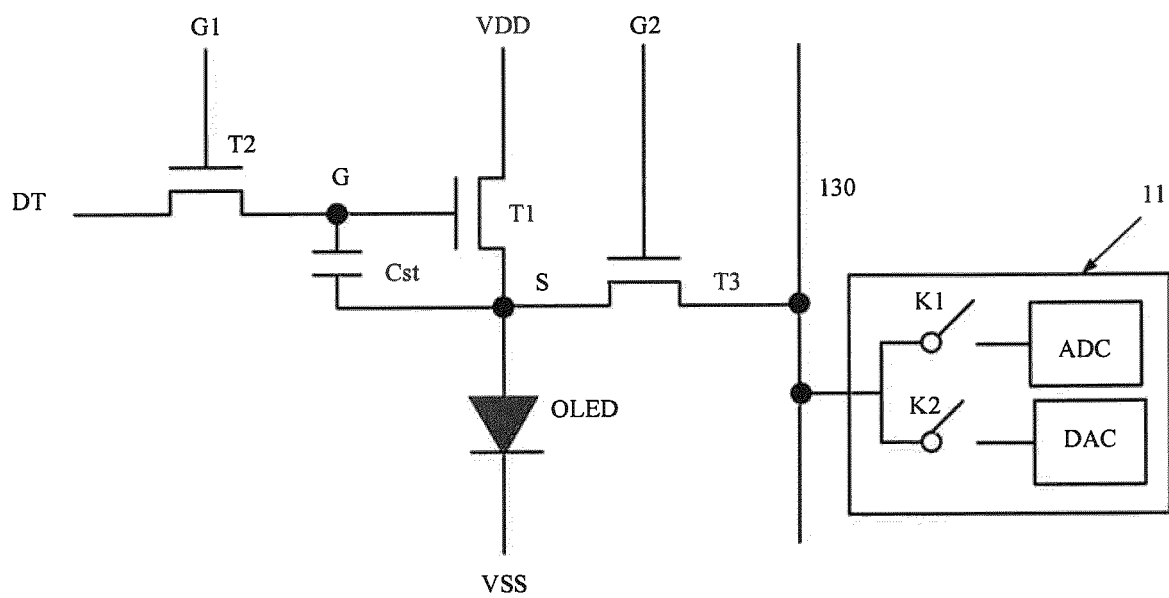 G1
VDD
G2
T2
G
DT
T1
130
11
Cst
S
T3
K1
ADC
OLED
K2
DAC
VSS